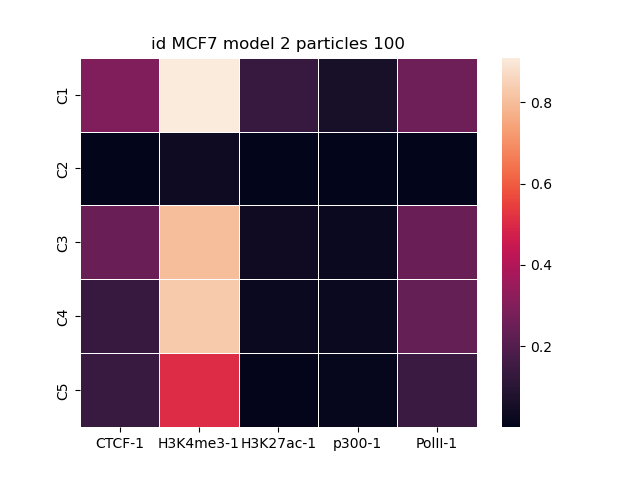 id MCF7 model 2 particles 100
C1
C2
C3
C4
C5
CTCF-1 H3K4me3-1 H3K27ac-1 p300-1 PolII-1
0.8
0.6
0.4
0.2